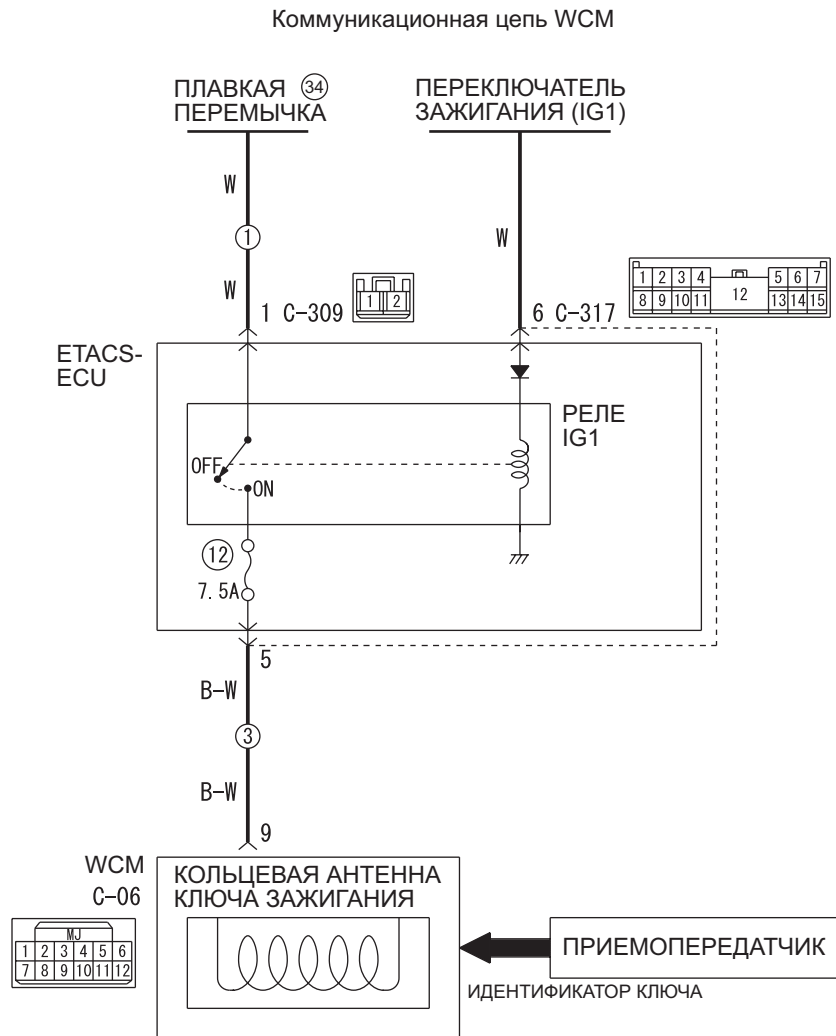 Коммуникационная цепь WCM
ПЛАВКАЯ 34
ПЕРЕМЫЧКА
ПЕРЕКЛЮЧАТЕЛЬ
ЗАЖИГАНИЯ (IG1)
W
1
W
W
1 C-309
1 2
6 C-317
1 2 3 4 5 6 7
8 9 10 11 12 13 14 15
ETACS-
ECU
РЕЛЕ
IG1
OFF
ON
12
7.5A
5
B-W
3
B-W
9
WCM
C-06
MJ
1 2 3 4 5 6
7 8 9 10 11 12
КОЛЬЦЕВАЯ АНТЕННА
КЛЮЧА ЗАЖИГАНИЯ
ПРИЕМОПЕРЕДАТЧИК
ИДЕНТИФИКАТОР КЛЮЧА